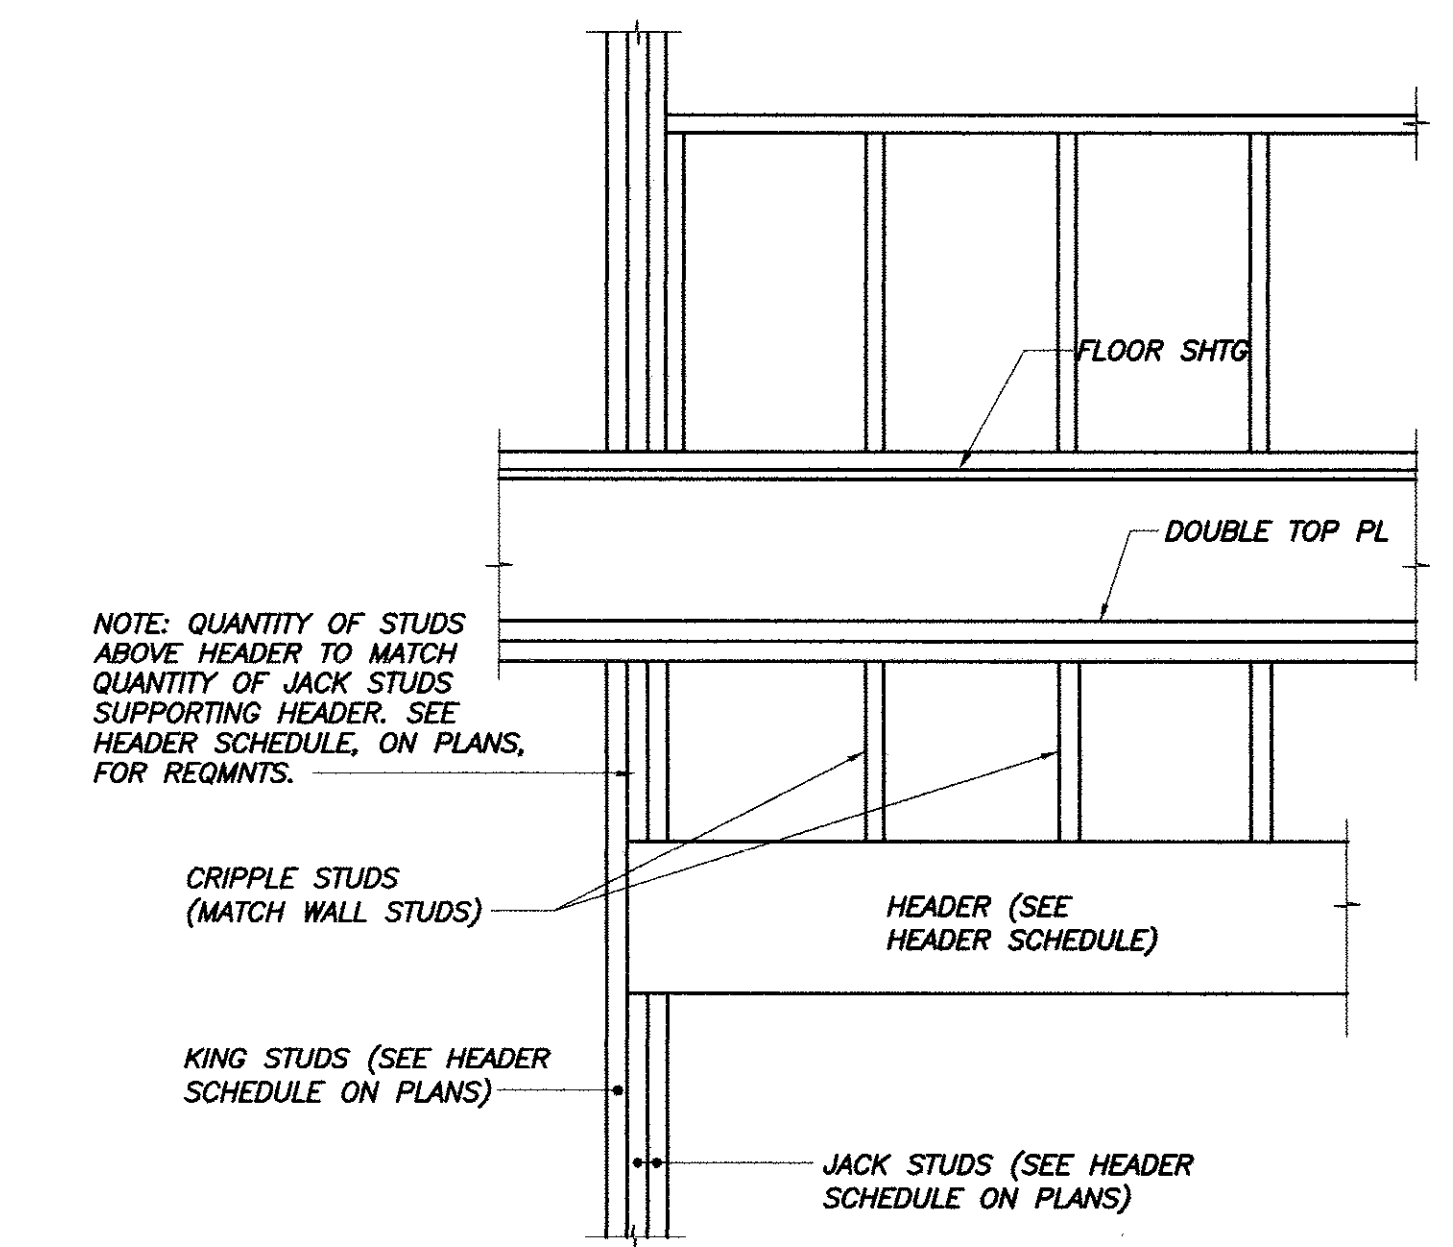 FLOOR SHTG
DOUBLE TOP PL
NOTE: QUANTITY OF STUDS
ABOVE HEADER TO MATCH
QUANTITY OF JACK STUDS
SUPPORTING HEADER. SEE
HEADER SCHEDULE, ON PLANS,
FOR REQMNTS.
CRIPPLE STUDS
(MATCH WALL STUDS)
HEADER (SEE
HEADER SCHEDULE)
KING STUDS (SEE HEADER
SCHEDULE ON PLANS)
JACK STUDS (SEE HEADER
SCHEDULE ON PLANS)